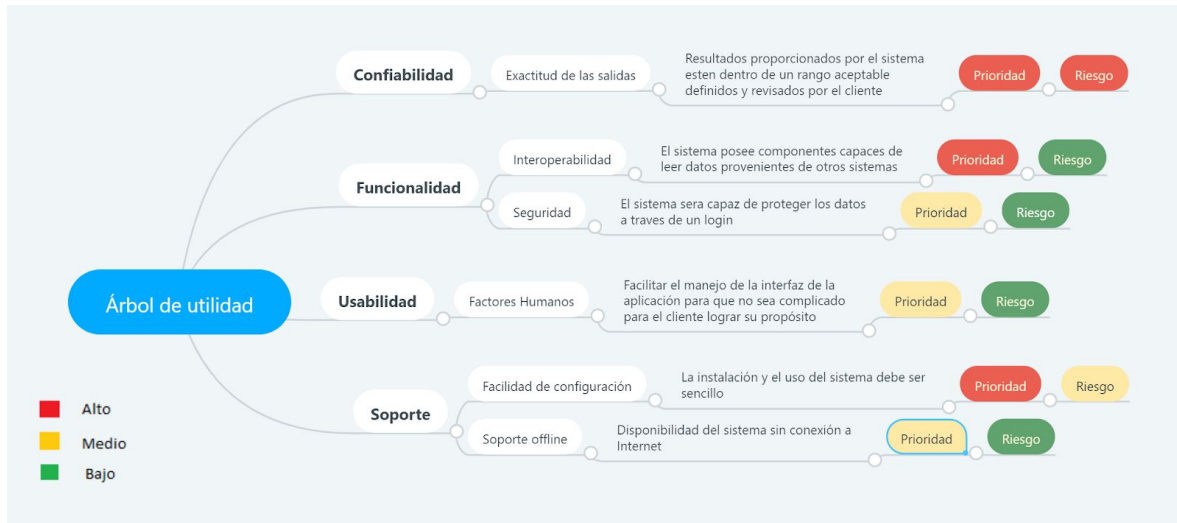 Árbol de utilidad
Confiabilidad
Exactitud de las salidas
Resultados proporcionados por el sistema
esten dentro de un rango aceptable
definidos y revisados por el cliente
Prioridad
Riesgo
Funcionalidad
Interoperabilidad
El sistema posee componentes capaces de
leer datos provenientes de otros sistemas
Prioridad
Riesgo
Seguridad
El sistema sera capaz de proteger los datos
a traves de un login
Prioridad
Riesgo
Usabilidad
Factores Humanos
Facilitar el manejo de la interfaz de la
aplicación para que no sea complicado
para el cliente lograr su propósito
Prioridad
Riesgo
Soporte
Facilidad de configuración
La instalación y el uso del sistema debe ser
sencillo
Prioridad
Riesgo
Soporte offline
Disponibilidad del sistema sin conexión a
Internet
Prioridad
Riesgo
Alto
Medio
Bajo